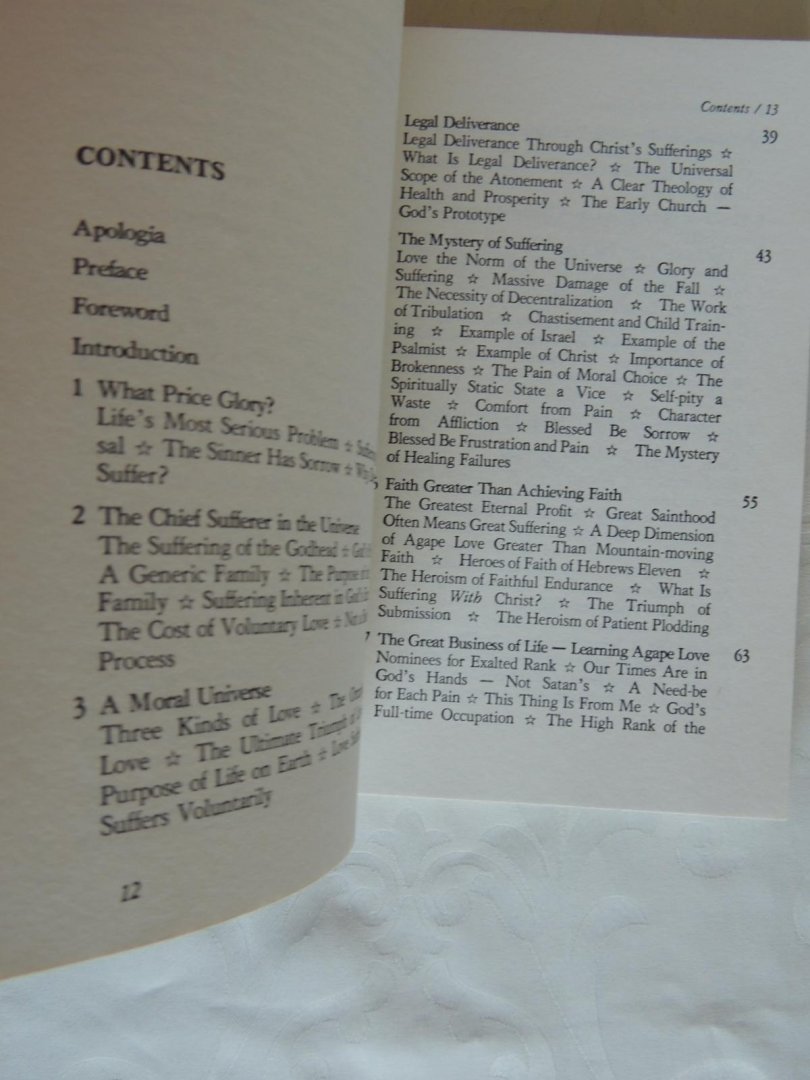 CONTENTS
Apologia
Preface
Foreword
Introduction
1 What Price Glory?
Life's Most Serious Problem ☆
sal ☆ The Sinner Has Sorrow ☆
Suffer?
2 The Chief Sufferer in the Universe
The Suffering of the Godhead ☆
A Generic Family ☆ The Purpose
Family ☆ Suffering Inherent in
The Cost of Voluntary Love ☆
Process
3 A Moral Universe
Three Kinds of Love ☆ The
Love ☆ The Ultimate Triumph of
Purpose of Life on Earth ☆ Love
Suffers Voluntarily
12
Contents / 13
Legal Deliverance 39
Legal Deliverance Through Christ's Sufferings ☆
What Is Legal Deliverance? ☆ The Universal
Scope of the Atonement ☆ A Clear Theology of
Health and Prosperity ☆ The Early Church —
God's Prototype
The Mystery of Suffering 43
Love the Norm of the Universe ☆ Glory and
Suffering ☆ Massive Damage of the Fall ☆
The Necessity of Decentralization ☆ The Work
of Tribulation ☆ Chastisement and Child Train-
ing ☆ Example of Israel ☆ Example of the
Psalmist ☆ Example of Christ ☆ Importance of
Brokenness ☆ The Pain of Moral Choice ☆ The
Spiritually Static State a Vice ☆ Self-pity a
Waste ☆ Comfort from Pain ☆ Character
from Affliction ☆ Blessed Be Sorrow ☆
Blessed Be Frustration and Pain ☆ The Mystery
of Healing Failures
Faith Greater Than Achieving Faith 55
The Greatest Eternal Profit ☆ Great Sainthood
Often Means Great Suffering ☆ A Deep Dimension
of Agape Love Greater Than Mountain-moving
Faith ☆ Heroes of Faith of Hebrews Eleven ☆
The Heroism of Faithful Endurance ☆ What Is
Suffering With Christ? ☆ The Triumph of
Submission ☆ The Heroism of Patient Plodding
The Great Business of Life — Learning Agape Love 63
Nominees for Exalted Rank ☆ Our Times Are in
God's Hands — Not Satan's ☆ A Need-be
for Each Pain ☆ This Thing Is From Me ☆ God's
Full-time Occupation ☆ The High Rank of the